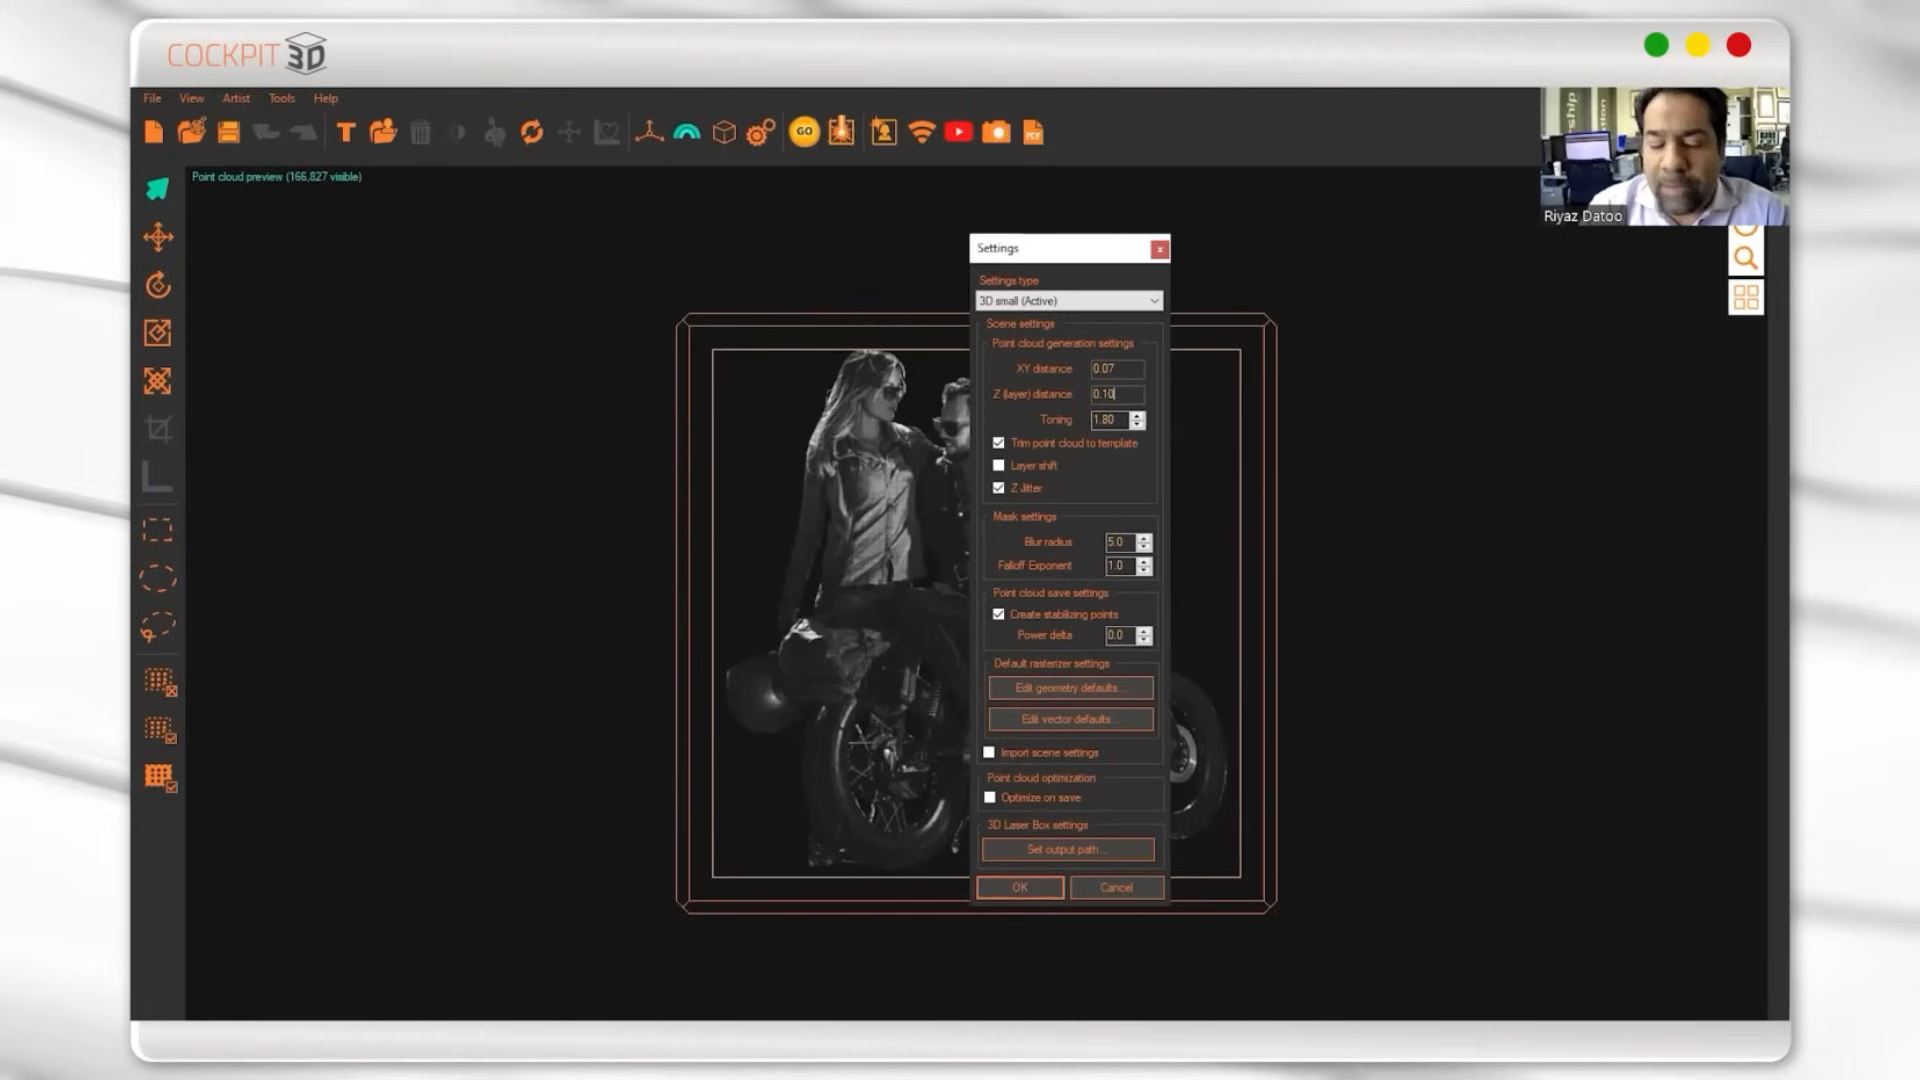 COCKPIT 3D
File View Artist Tools Help
GO
PDF
Point cloud preview (166,827 visible)
Riyaz Datoo
Settings
x
Settings type
3D small (Active)
Scene settings
Point cloud generation settings
XY distance 0.07
Z (layer) distance 0.10
Toning 1.80
Trim point cloud to template
Layer shift
Z Jitter
Mask settings
Blur radius 5.0
Falloff Exponent 1.0
Point cloud save settings
Create stabilizing points
Power delta 0.0
Default rasterizer settings
Edit geometry defaults...
Edit vector defaults...
Import scene settings
Point cloud optimization
Optimize on save
3D Laser Box settings
Set output path...
OK Cancel